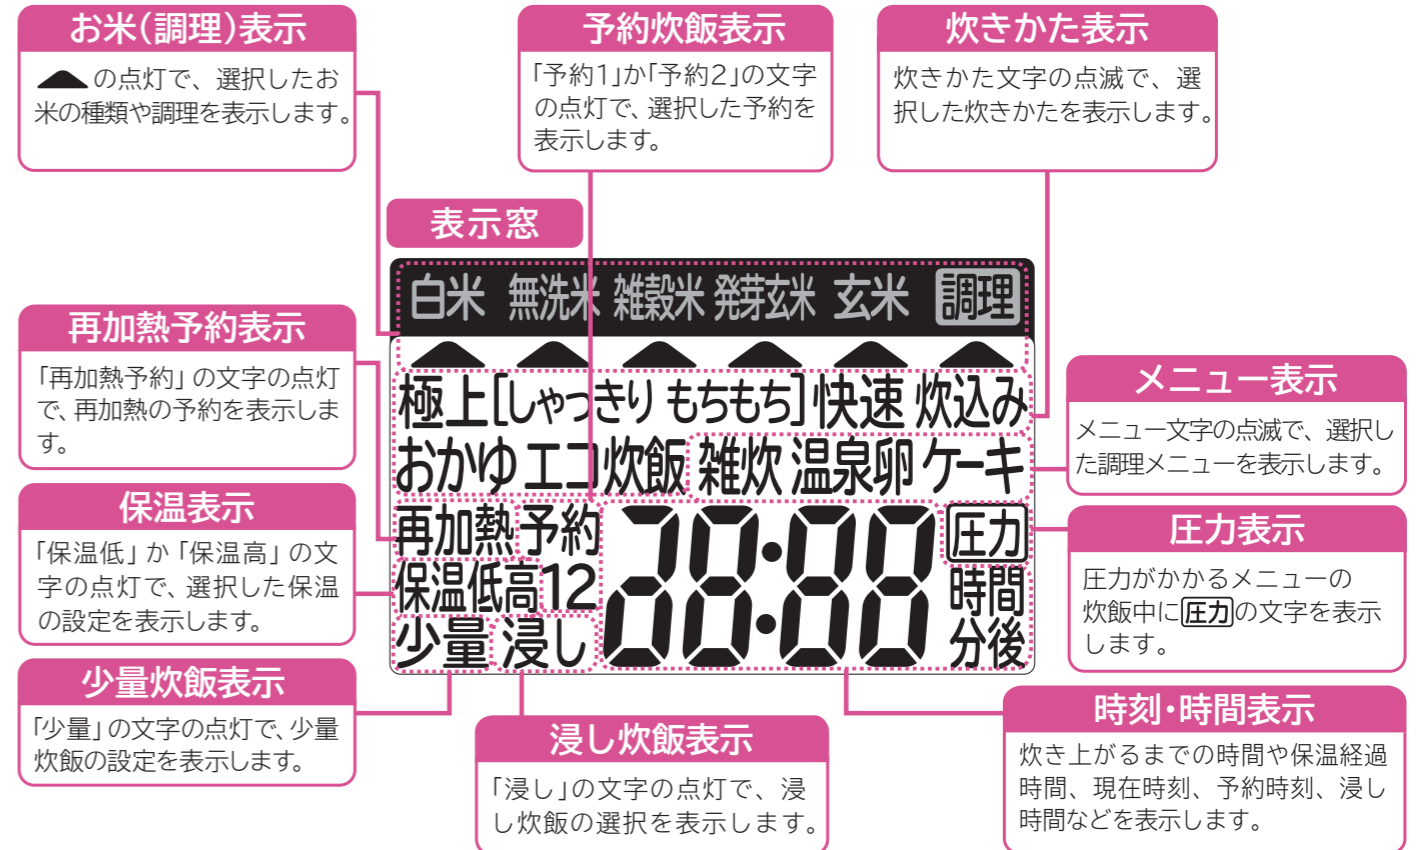 お米(調理)表示
▲の点灯で、選択したお
米の種類や調理を表示します。
予約炊飯表示
「予約1」か「予約2」の文字
の点灯で、選択した予約を
表示します。
炊きかた表示
炊きかた文字の点滅で、選
択した炊きかたを表示します。
表示窓
白米 無洗米 雑穀米 発芽玄米 玄米 調理
極上[しゃっきり もちもち]快速 炊込み
おかゆ エコ炊飯 雑炊 温泉卵 ケーキ
再加熱 予約 38:88 圧力
保温低高 12 時間
少量 浸し 分後
再加熱予約表示
「再加熱予約」の文字の点灯
で、再加熱の予約を表示しま
す。
保温表示
「保温低」か「保温高」の文
字の点灯で、選択した保温
の設定を表示します。
少量炊飯表示
「少量」の文字の点灯で、少量
炊飯の設定を表示します。
浸し炊飯表示
「浸し」の文字の点灯で、浸
し炊飯の選択を表示します。
メニュー表示
メニュー文字の点滅で、選択し
た調理メニューを表示します。
圧力表示
圧力がかかるメニューの
炊飯中に圧力の文字を表示
します。
時刻・時間表示
炊き上がるまでの時間や保温経過
時間、現在時刻、予約時刻、浸し
時間などを表示します。